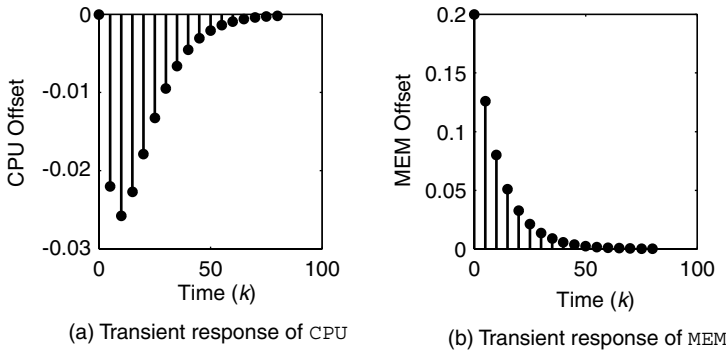 0
-0.01
-0.02
-0.03
CPU Offset
0
50
100
Time (k)
(a) Transient response of CPU
0.2
0.15
0.1
0.05
0
MEM Offset
0
50
100
Time (k)
(b) Transient response of MEM